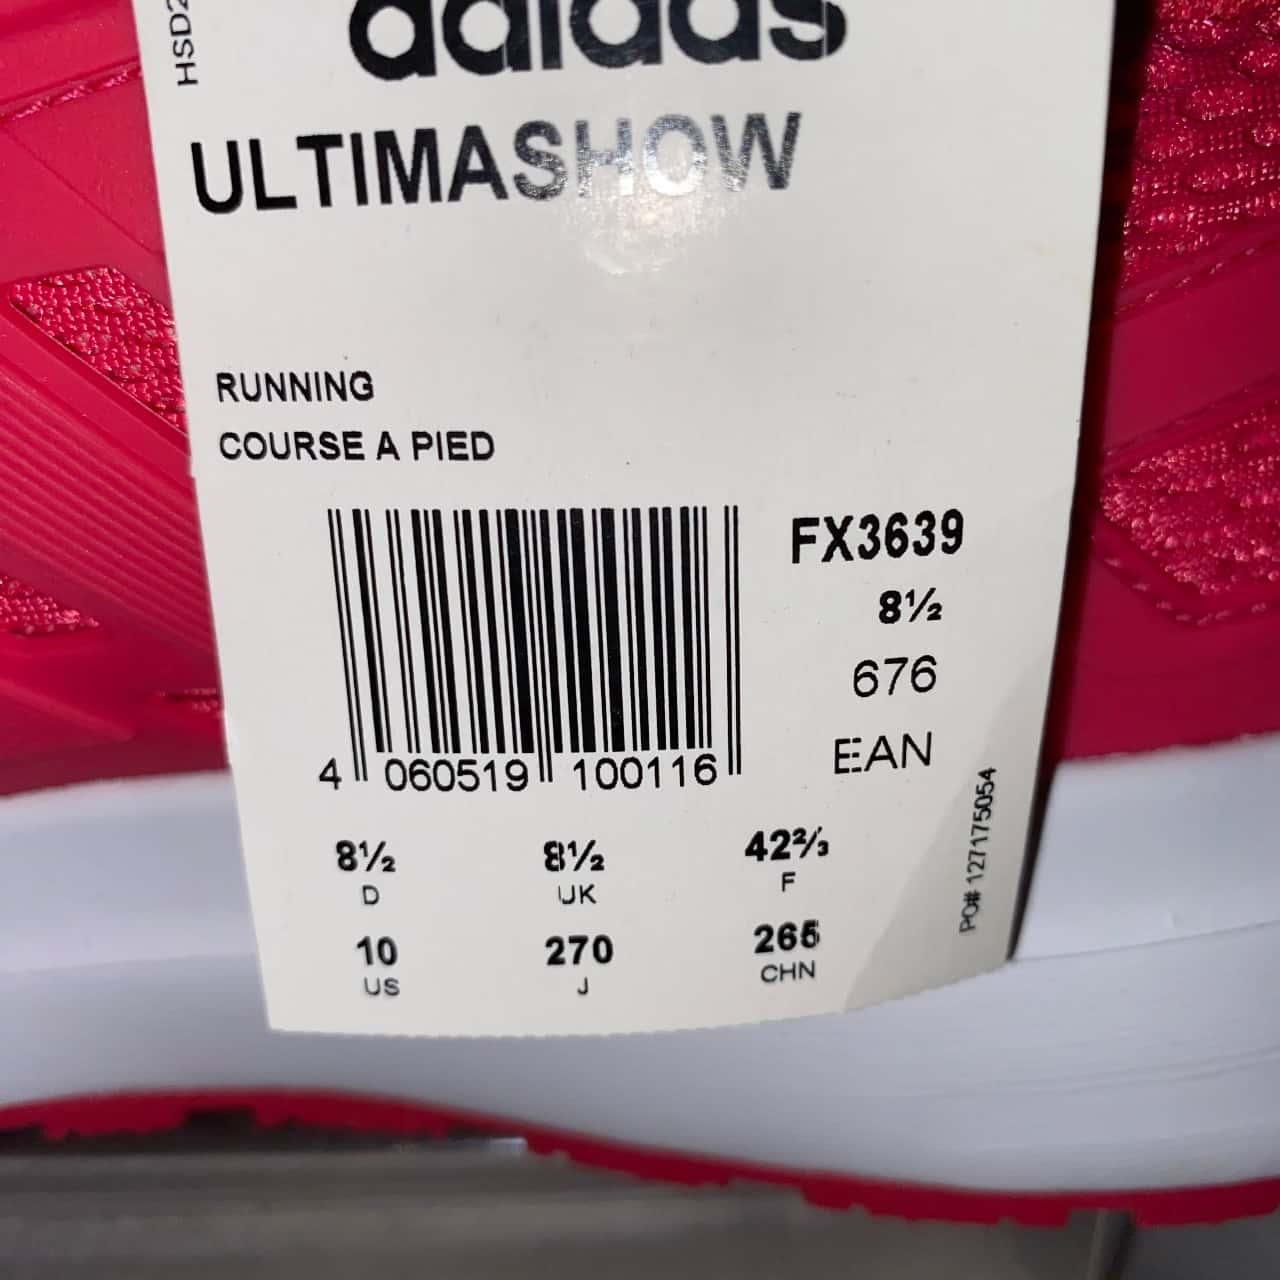 adidas
HSD2
ULTIMASHOW
RUNNING
COURSE A PIED
FX3639
8½
676
EAN
4 060519 100116
8½ 8½ 42⅔
D UK F
10 270 265
US J CHN
PO# 127175054